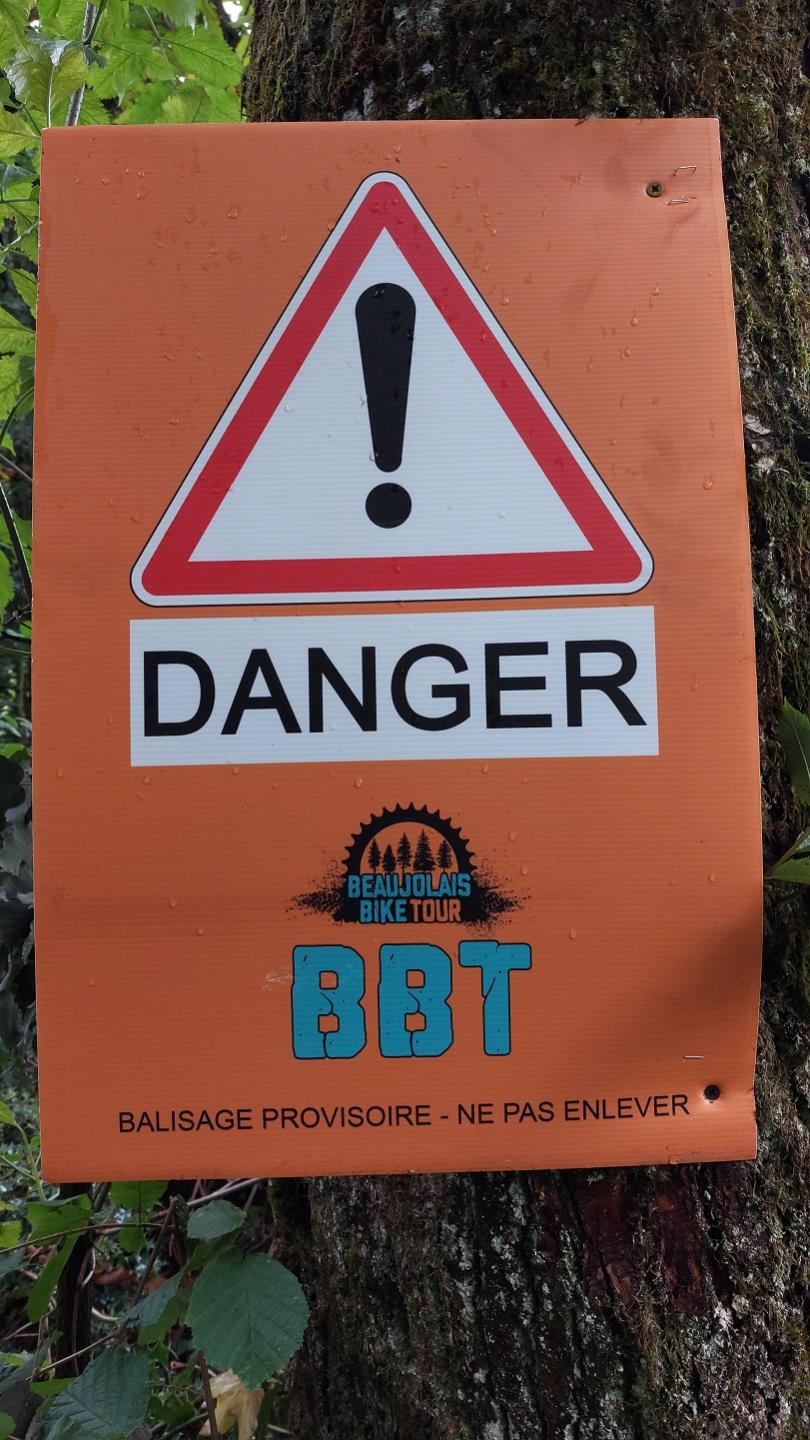 !
DANGER
BEAUJOLAIS
BIKE TOUR
BBT
BALISAGE PROVISOIRE - NE PAS ENLEVER